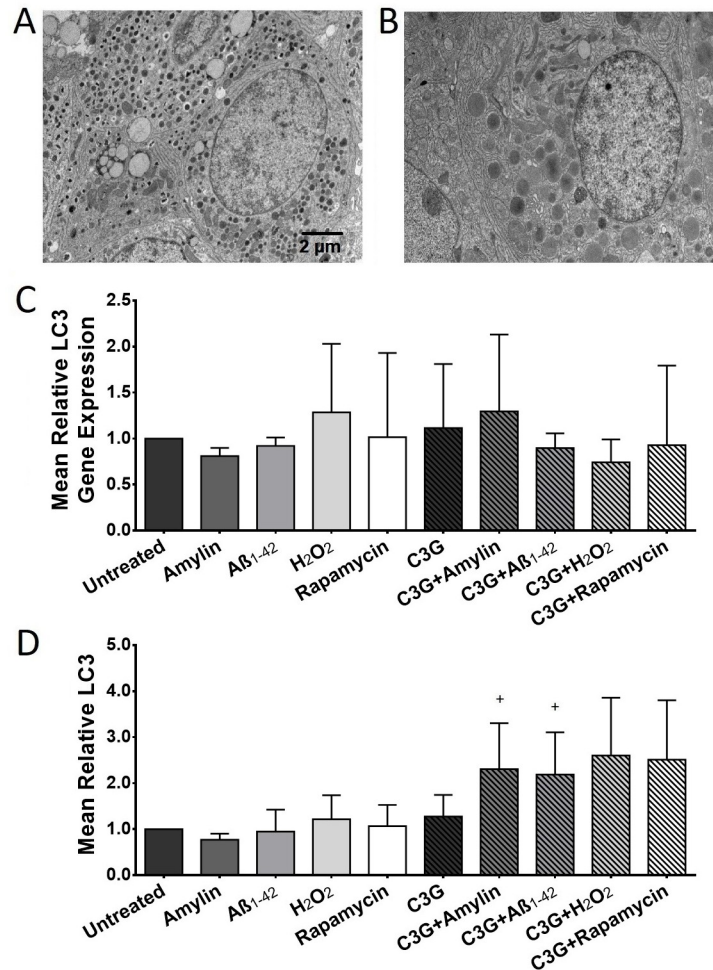 A
B
2 µm
C
Mean Relative LC3
Gene Expression
2.5
2.0
1.5
1.0
0.5
0.0
Untreated
Amylin
Aß1-42
H2O2
Rapamycin
C3G
C3G+Amylin
C3G+Aß1-42
C3G+H2O2
C3G+Rapamycin
D
Mean Relative LC3
5.0
4.0
3.0
2.0
1.0
0.0
+
+
Untreated
Amylin
Aß1-42
H2O2
Rapamycin
C3G
C3G+Amylin
C3G+Aß1-42
C3G+H2O2
C3G+Rapamycin